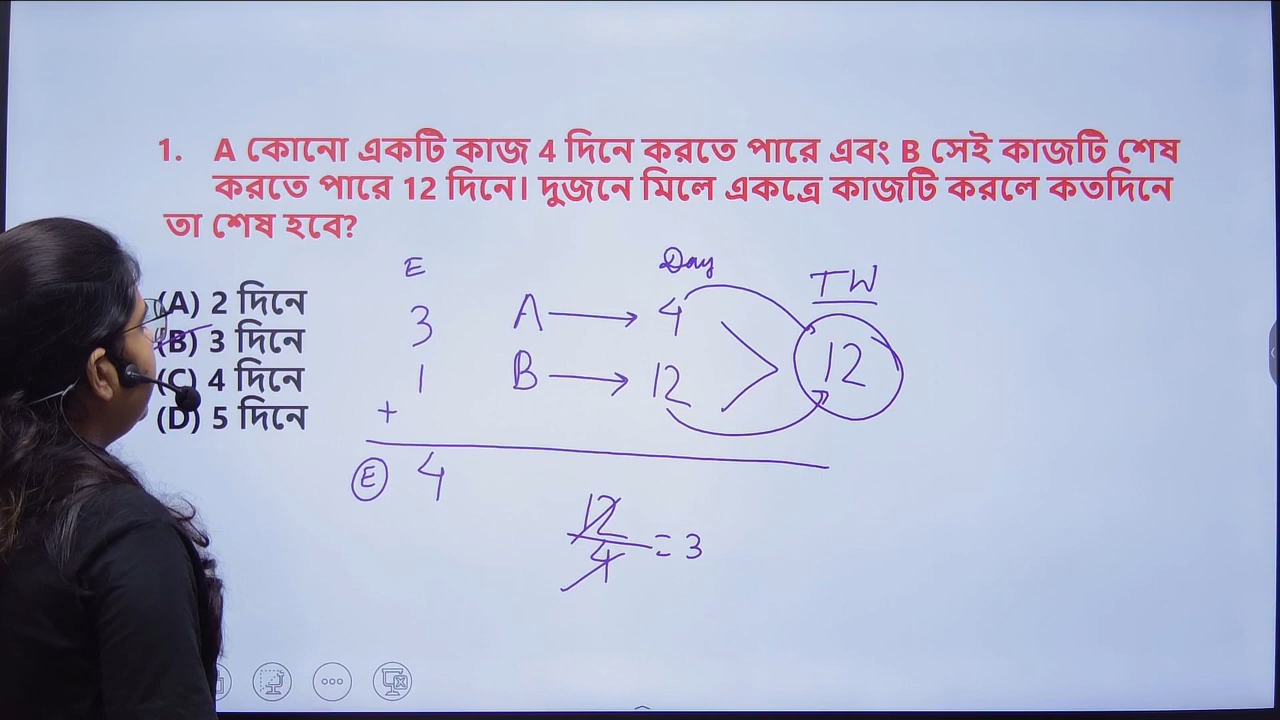 1. A কোনো একটি কাজ 4 দিনে করতে পারে এবং B সেই কাজটি শেষ
করতে পারে 12 দিনে। দুজনে মিলে একত্রে কাজটি করলে কতদিনে
তা শেষ হবে?
(A) 2 দিনে
(B) 3 দিনে
(C) 4 দিনে
(D) 5 দিনে
E Day TW
3 A → 4
1 B → 12
12
+
E 4
12/4 = 3